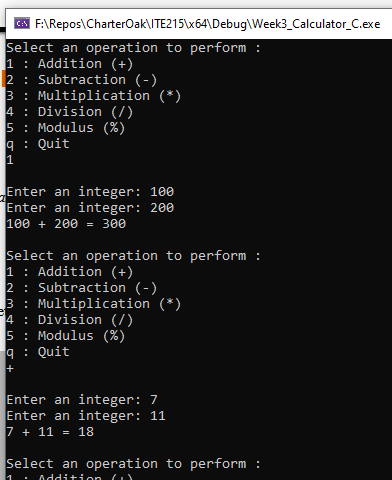 F:\Repos\CharterOak\ITE215\x64\Debug\Week3_Calculator_C.exe
Select an operation to perform :
1 : Addition (+)
2 : Subtraction (-)
3 : Multiplication (*)
4 : Division (/)
5 : Modulus (%)
q : Quit
1
Enter an integer: 100
Enter an integer: 200
100 + 200 = 300
Select an operation to perform :
1 : Addition (+)
2 : Subtraction (-)
3 : Multiplication (*)
4 : Division (/)
5 : Modulus (%)
q : Quit
+
Enter an integer: 7
Enter an integer: 11
7 + 11 = 18
Select an operation to perform :
1 : Addition (+)